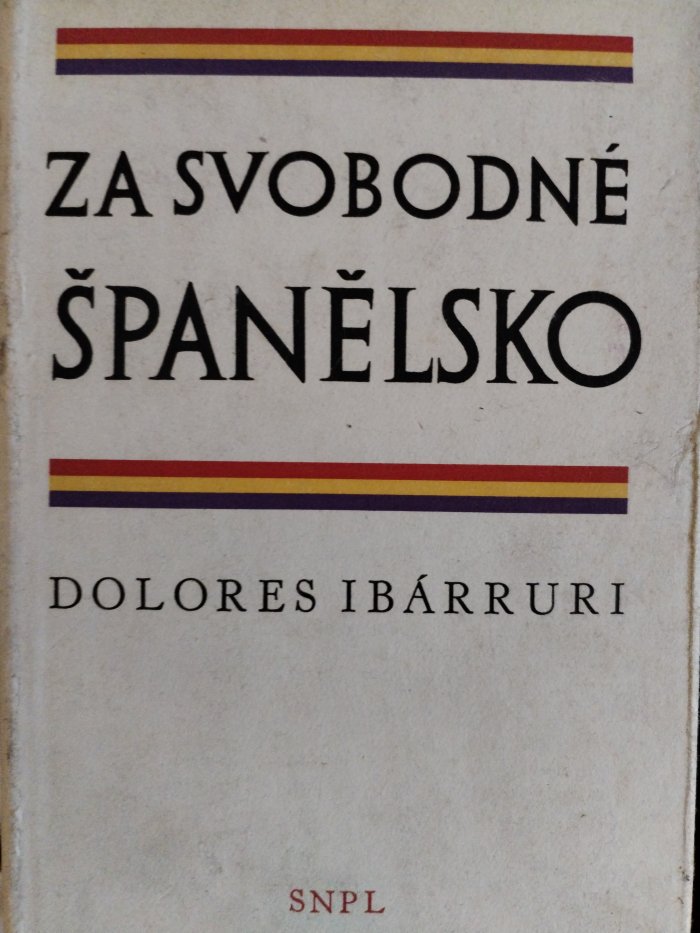 ZA SVOBODNÉ
ŠPANĚLSKO
DOLORES IBÁRRURI
SNPL